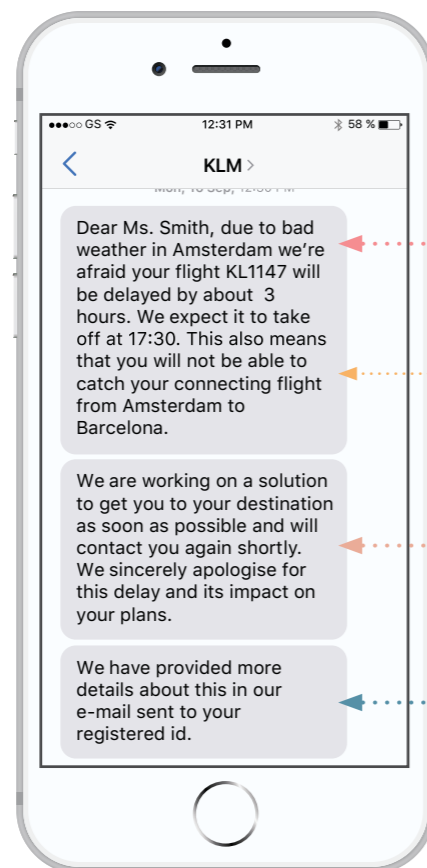 GS 12:31 PM 58 %
KLM >
Dear Ms. Smith, due to bad
weather in Amsterdam we're
afraid your flight KL1147 will
be delayed by about 3
hours. We expect it to take
off at 17:30. This also means
that you will not be able to
catch your connecting flight
from Amsterdam to
Barcelona.
We are working on a solution
to get you to your destination
as soon as possible and will
contact you again shortly.
We sincerely apologise for
this delay and its impact on
your plans.
We have provided more
details about this in our
e-mail sent to your
registered id.